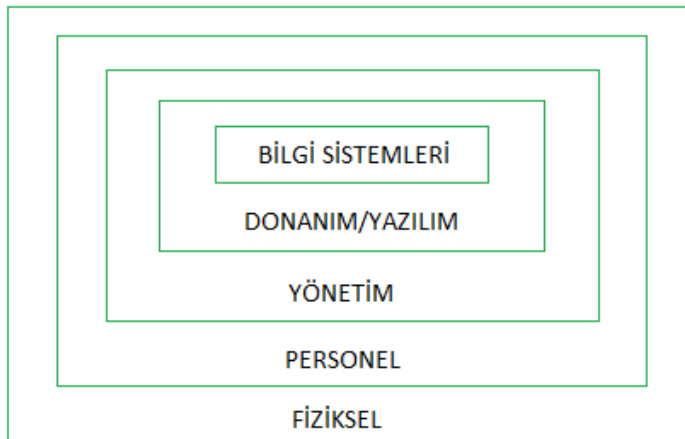 BİLGİ SİSTEMLERİ
DONANIM/YAZILIM
YÖNETİM
PERSONEL
FİZİKSEL